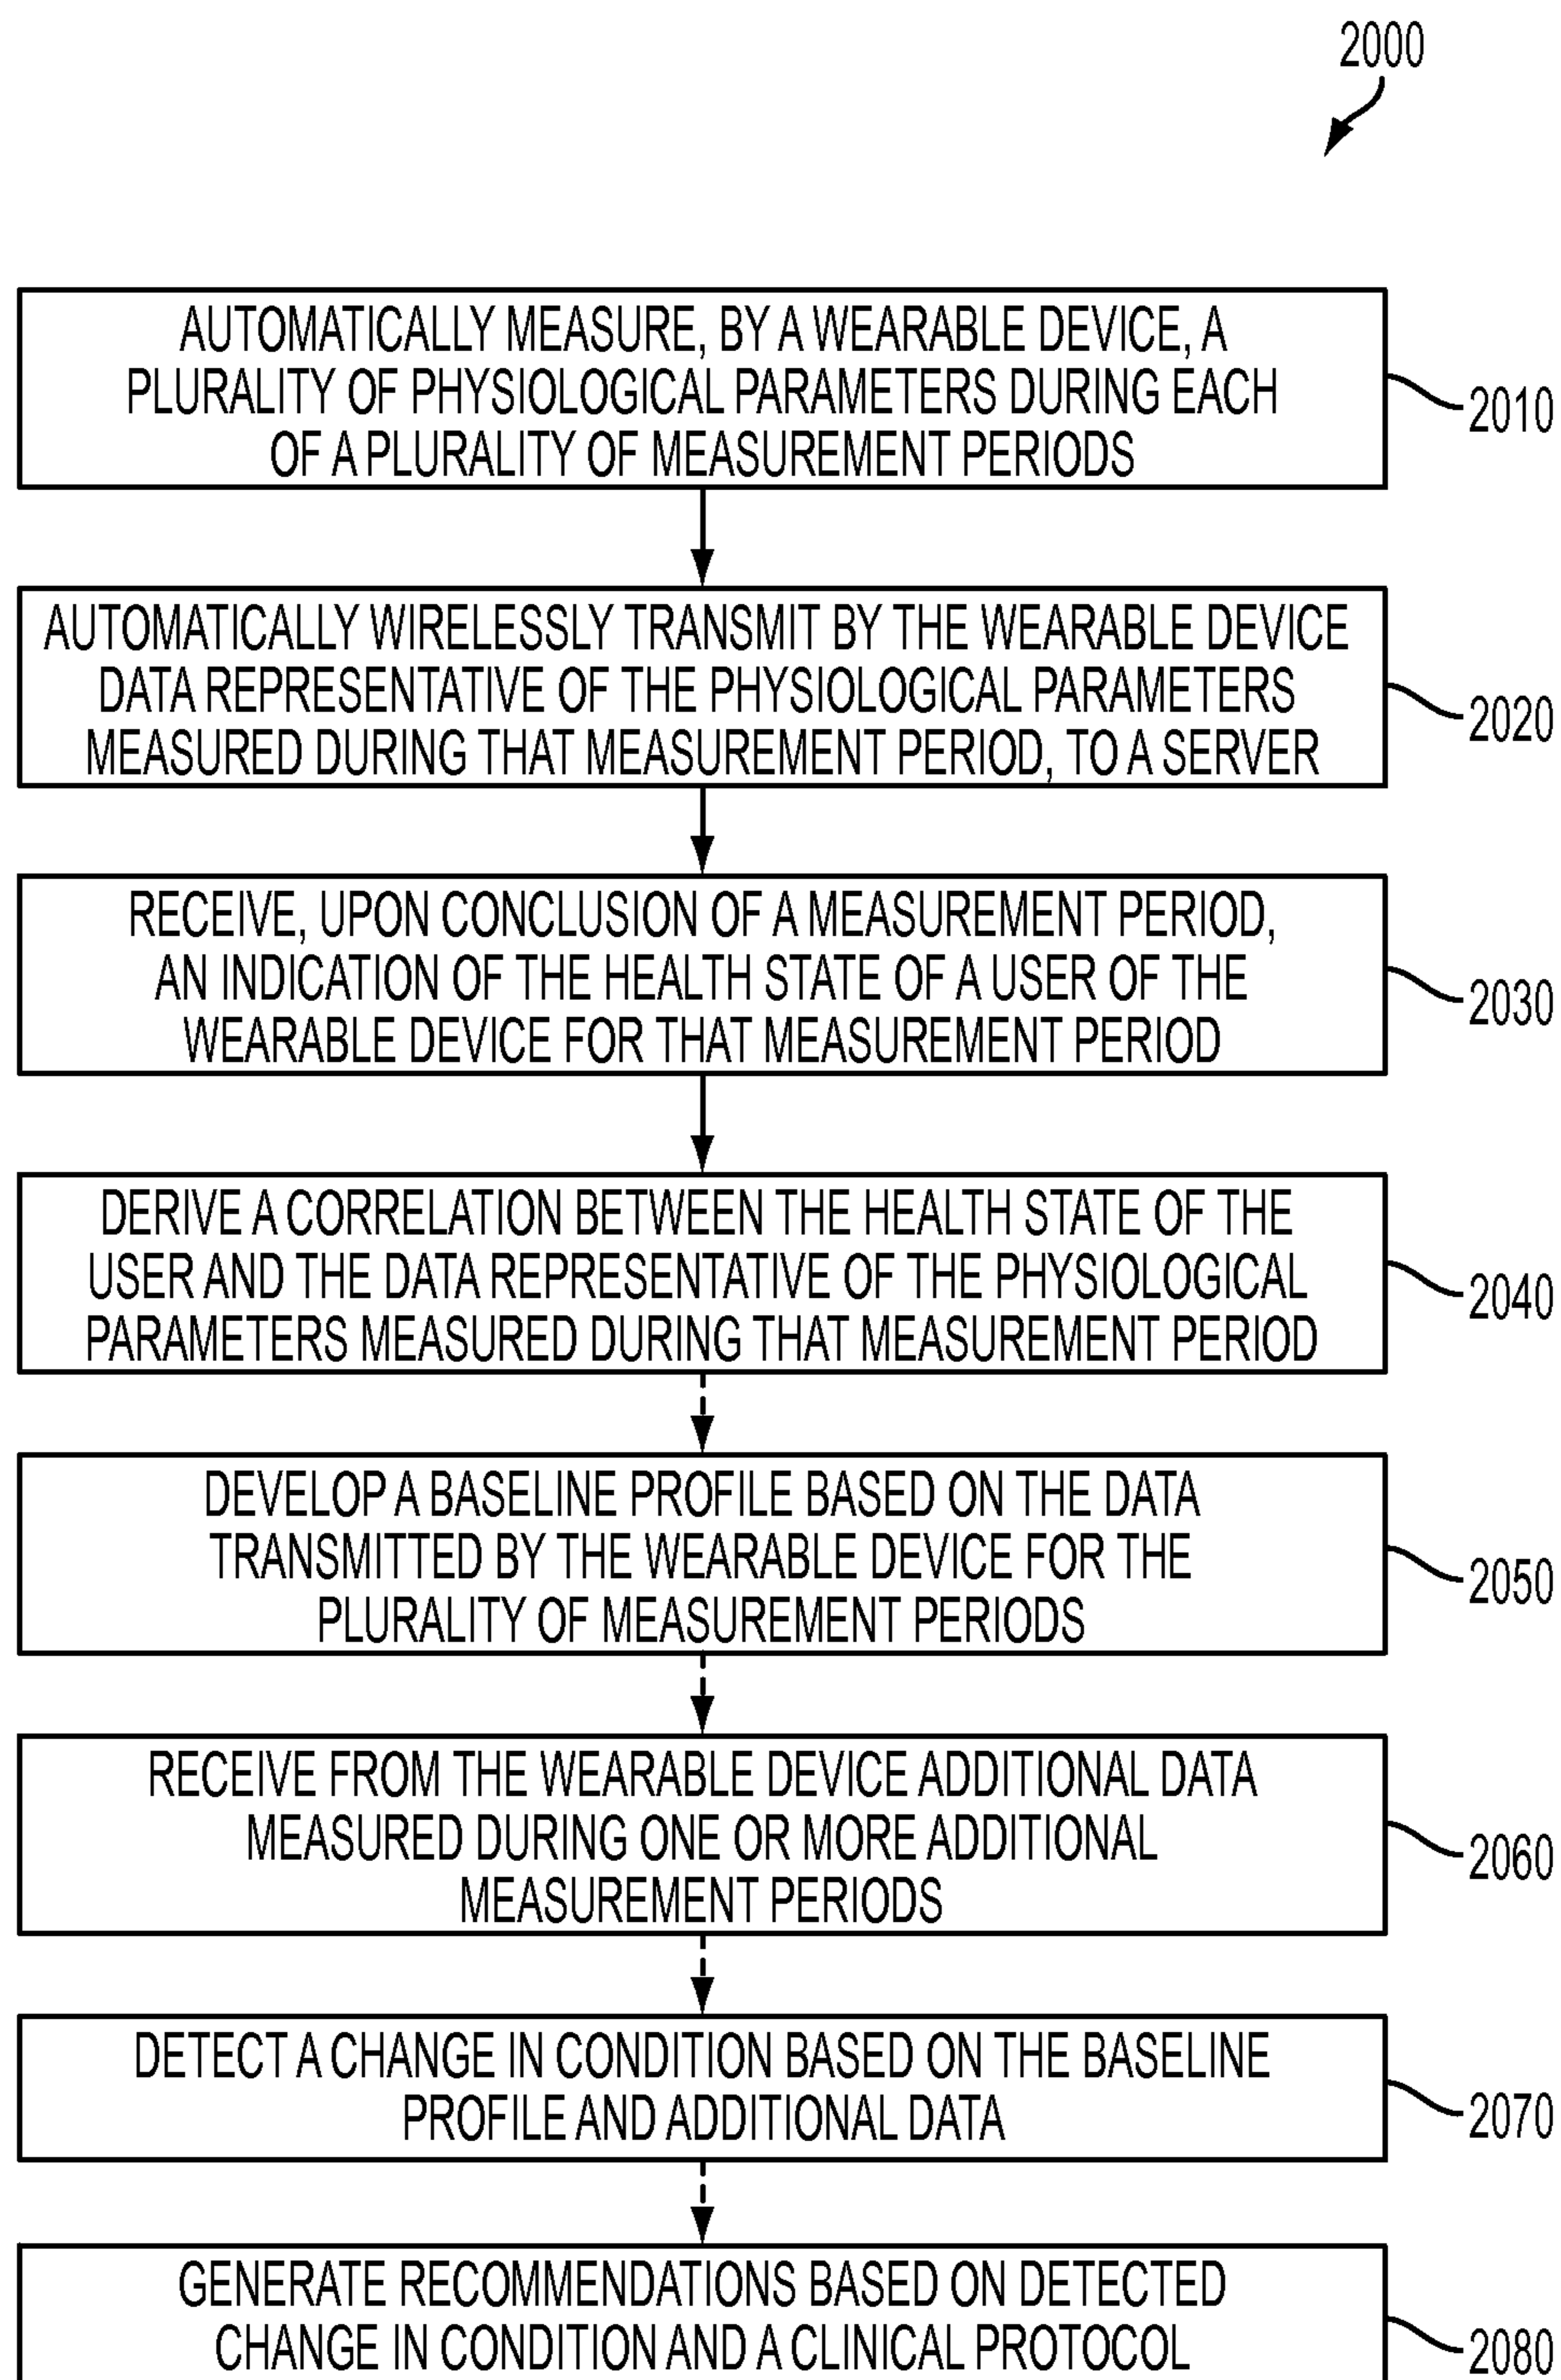 2000
AUTOMATICALLY MEASURE, BY A WEARABLE DEVICE, A
PLURALITY OF PHYSIOLOGICAL PARAMETERS DURING EACH
OF A PLURALITY OF MEASUREMENT PERIODS
2010
AUTOMATICALLY WIRELESSLY TRANSMIT BY THE WEARABLE DEVICE
DATA REPRESENTATIVE OF THE PHYSIOLOGICAL PARAMETERS
MEASURED DURING THAT MEASUREMENT PERIOD, TO A SERVER
2020
RECEIVE, UPON CONCLUSION OF A MEASUREMENT PERIOD,
AN INDICATION OF THE HEALTH STATE OF A USER OF THE
WEARABLE DEVICE FOR THAT MEASUREMENT PERIOD
2030
DERIVE A CORRELATION BETWEEN THE HEALTH STATE OF THE
USER AND THE DATA REPRESENTATIVE OF THE PHYSIOLOGICAL
PARAMETERS MEASURED DURING THAT MEASUREMENT PERIOD
2040
DEVELOP A BASELINE PROFILE BASED ON THE DATA
TRANSMITTED BY THE WEARABLE DEVICE FOR THE
PLURALITY OF MEASUREMENT PERIODS
2050
RECEIVE FROM THE WEARABLE DEVICE ADDITIONAL DATA
MEASURED DURING ONE OR MORE ADDITIONAL
MEASUREMENT PERIODS
2060
DETECT A CHANGE IN CONDITION BASED ON THE BASELINE
PROFILE AND ADDITIONAL DATA
2070
GENERATE RECOMMENDATIONS BASED ON DETECTED
CHANGE IN CONDITION AND A CLINICAL PROTOCOL
2080